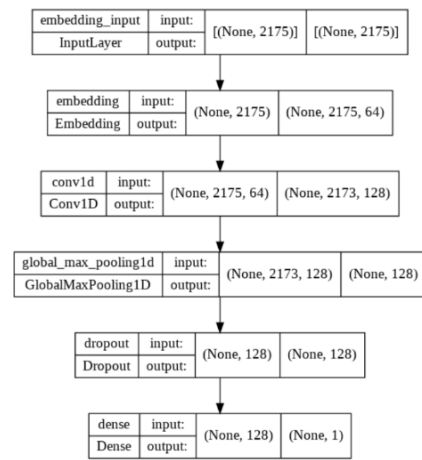 embedding_input input: [(None, 2175)] [(None, 2175)]
InputLayer output:
embedding input: (None, 2175) (None, 2175, 64)
Embedding output:
conv1d input: (None, 2175, 64) (None, 2173, 128)
Conv1D output:
global_max_pooling1d input: (None, 2173, 128) (None, 128)
GlobalMaxPooling1D output:
dropout input: (None, 128) (None, 128)
Dropout output:
dense input: (None, 128) (None, 1)
Dense output: